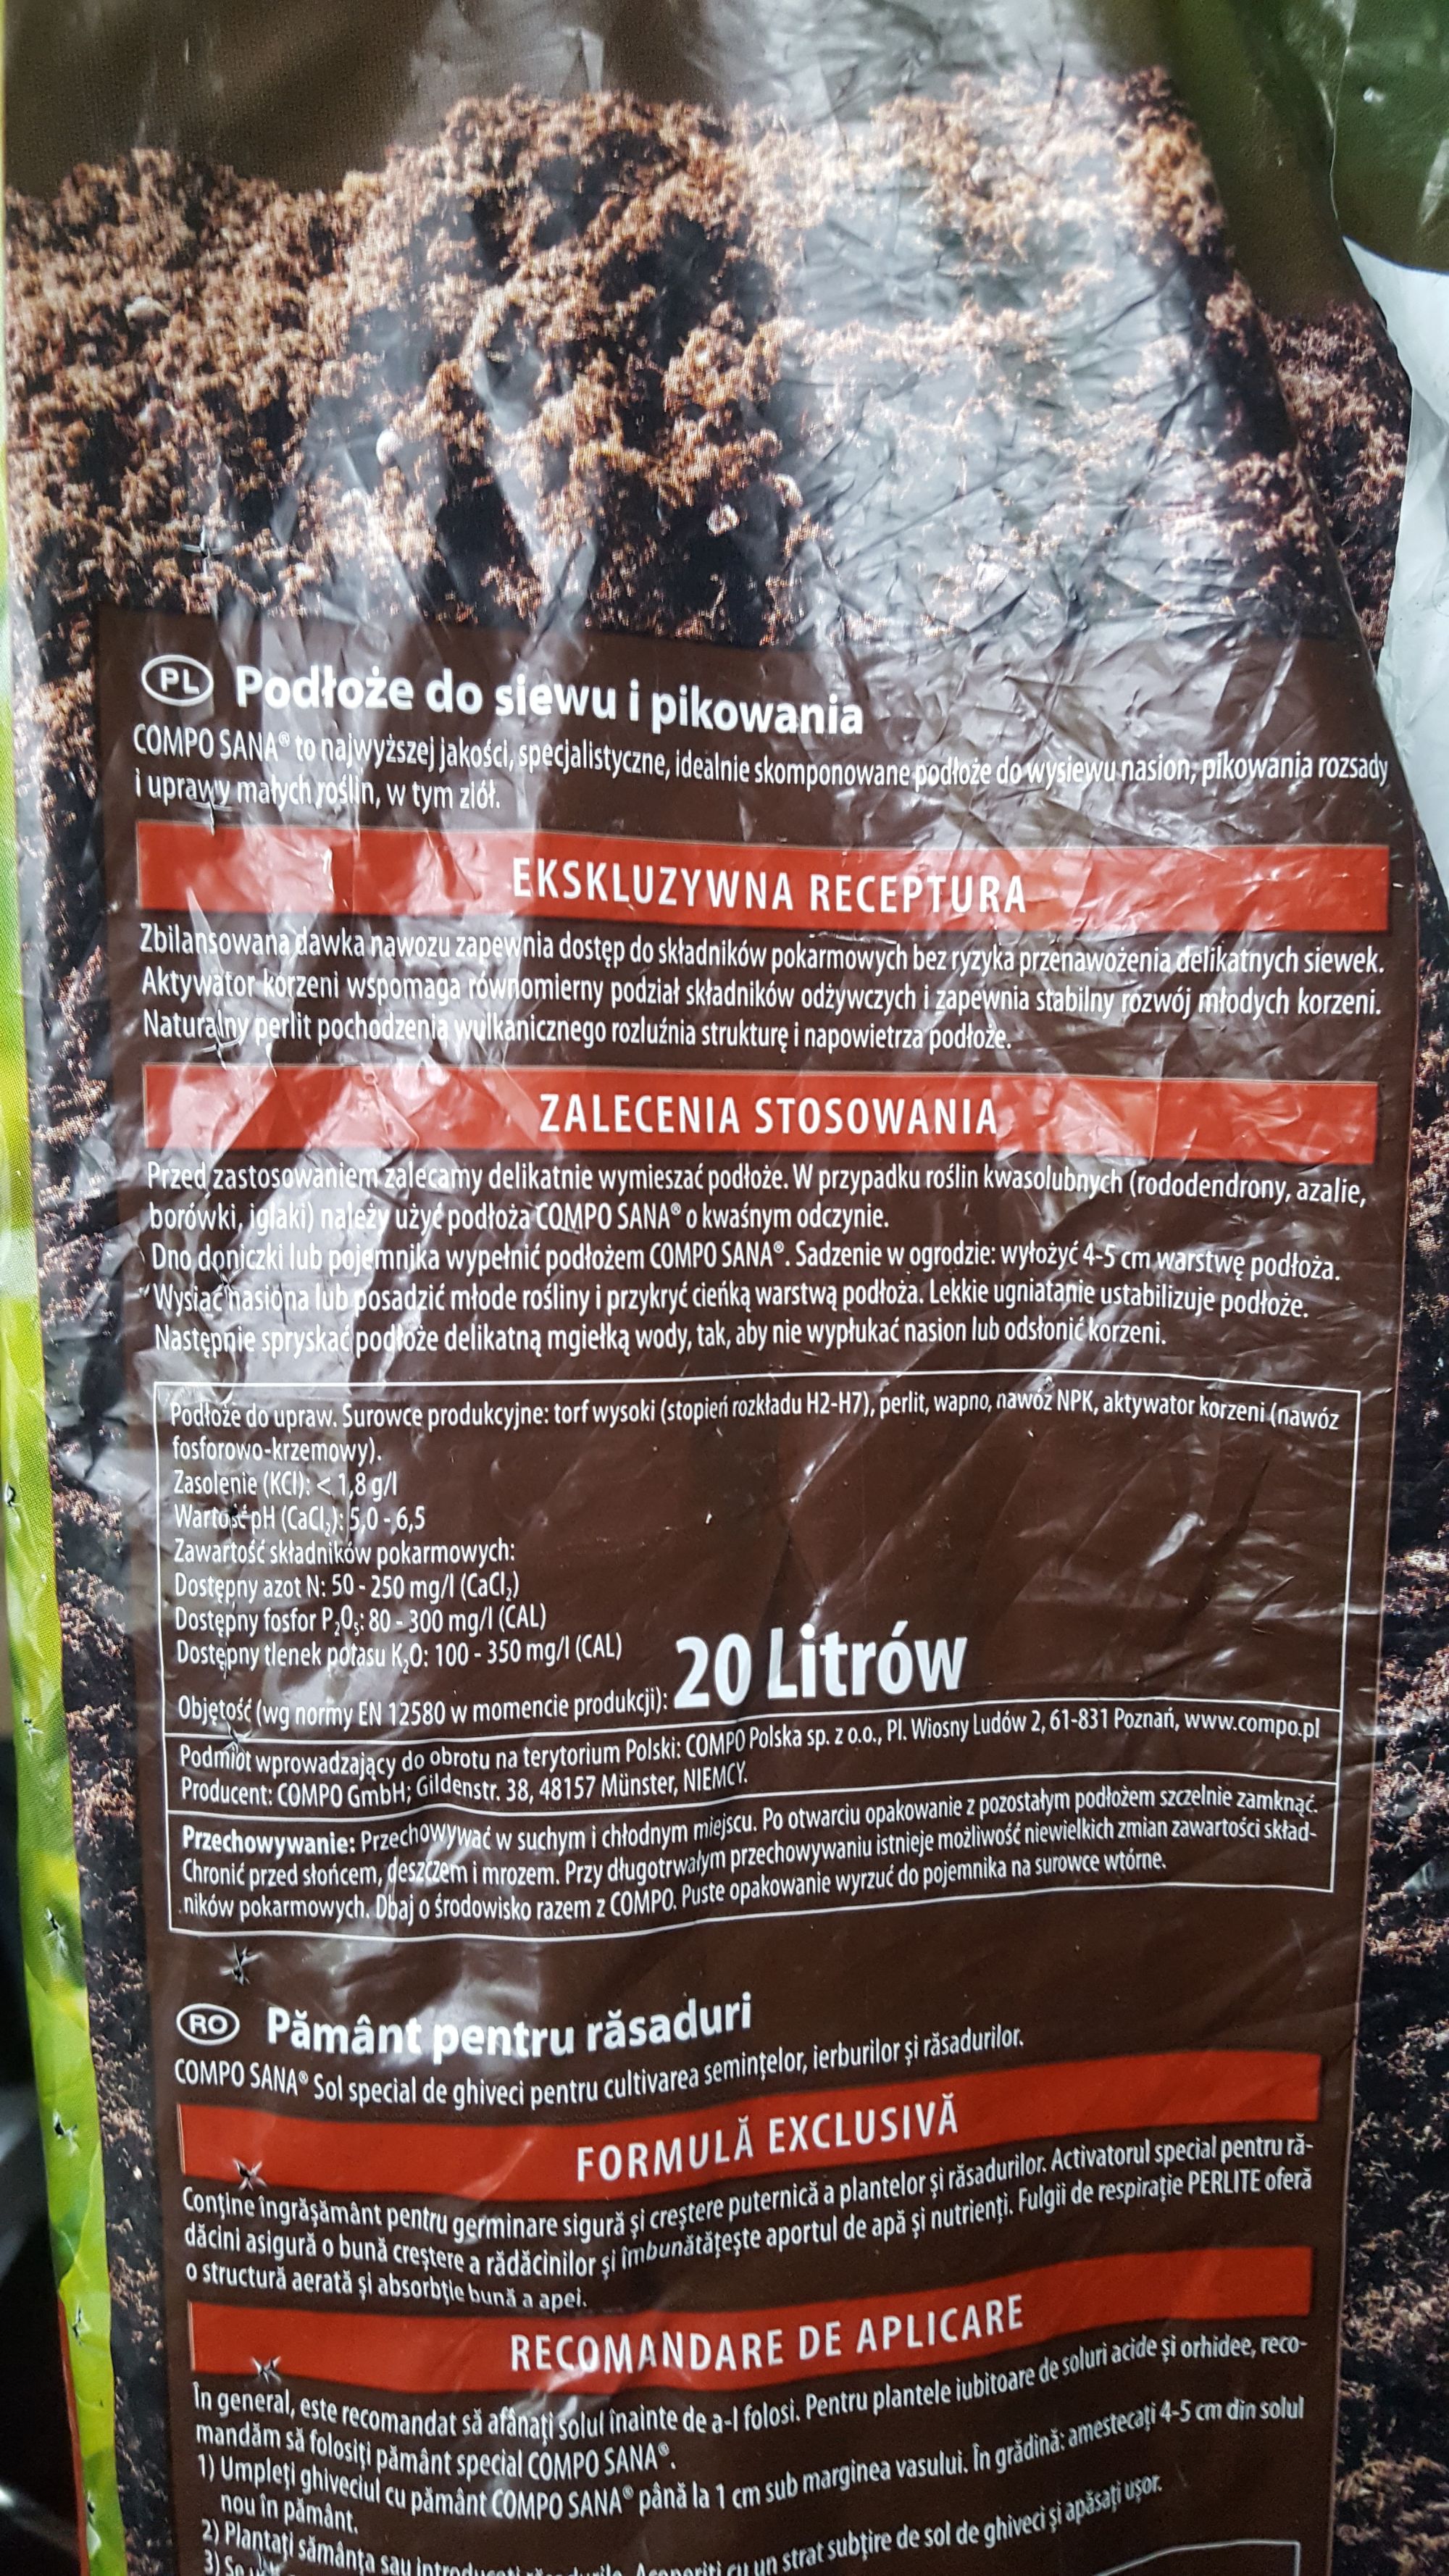 PL Podłoże do siewu i pikowania
COMPO SANA® to najwyższej jakości, specjalistyczne, idealnie skomponowane podłoże do wysiewu nasion, pikowania rozsady
i uprawy małych roślin, w tym ziół.
EKSKLUZYWNA RECEPTURA
Zbilansowana dawka nawozu zapewnia dostęp do składników pokarmowych bez ryzyka przenawożenia delikatnych siewek.
Aktywator korzeni wspomaga równomierny podział składników odżywczych i zapewnia stabilny rozwój młodych korzeni.
Naturalny perlit pochodzenia wulkanicznego rozluźnia strukturę i napowietrza podłoże.
ZALECENIA STOSOWANIA
Przed zastosowaniem zalecamy delikatnie wymieszać podłoże. W przypadku roślin kwasolubnych (rododendrony, azalie,
borówki, iglaki) należy użyć podłoża COMPO SANA® o kwaśnym odczynie.
Dno doniczki lub pojemnika wypełnić podłożem COMPO SANA®. Sadzenie w ogrodzie: wyłożyć 4-5 cm warstwę podłoża.
Wysiać nasiona lub posadzić młode rośliny i przykryć cieńką warstwą podłoża. Lekkie ugniatanie ustabilizuje podłoże.
Następnie spryskać podłoże delikatną mgiełką wody, tak, aby nie wypłukać nasion lub odsłonić korzeni.
Podłoże do upraw. Surowce produkcyjne: torf wysoki (stopień rozkładu H2-H7), perlit, wapno, nawóz NPK, aktywator korzeni (nawóz
fosforowo-krzemowy).
Zasolenie (KCl): < 1,8 g/l
Wartość pH (CaCl₂): 5,0 - 6,5
Zawartość składników pokarmowych:
Dostępny azot N: 50 - 250 mg/l (CaCl₂)
Dostępny fosfor P₂O₅: 80 - 300 mg/l (CAL)
Dostępny tlenek potasu K₂O: 100 - 350 mg/l (CAL)
Objętość (wg normy EN 12580 w momencie produkcji): 20 Litrów
Podmiot wprowadzający do obrotu na terytorium Polski: COMPO Polska sp. z o.o., Pl. Wiosny Ludów 2, 61-831 Poznań, www.compo.pl
Producent: COMPO GmbH; Gildenstr. 38, 48157 Münster, NIEMCY.
Przechowywanie: Przechowywać w suchym i chłodnym miejscu. Po otwarciu opakowanie z pozostałym podłożem szczelnie zamknąć.
Chronić przed słońcem, deszczem i mrozem. Przy długotrwałym przechowywaniu istnieje możliwość niewielkich zmian zawartości skład-
ników pokarmowych. Dbaj o środowisko razem z COMPO. Puste opakowanie wyrzuć do pojemnika na surowce wtórne.
RO Pământ pentru răsaduri
COMPO SANA® Sol special de ghiveci pentru cultivarea semințelor, ierburilor și răsadurilor.
FORMULĂ EXCLUSIVĂ
Conține îngrășământ pentru germinare sigură și creștere puternică a plantelor și răsadurilor. Activatorul special pentru ră-
dăcini asigură o bună creștere a rădăcinilor și îmbunătățește aportul de apă și nutrienți. Fulgii de respirație PERLITE oferă
o structură aerată și absorbție bună a apei.
RECOMANDARE DE APLICARE
În general, este recomandat să afânați solul înainte de a-l folosi. Pentru plantele iubitoare de soluri acide și orhidee, reco-
mandăm să folosiți pământ special COMPO SANA®.
1) Umpleți ghiveciul cu pământ COMPO SANA® până la 1 cm sub marginea vasului. În grădină: amestecați 4-5 cm din solul
nou în pământ.
2) Plantați sămânța sau un strat subțire de sol de ghiveci și apăsați ușor.
3)